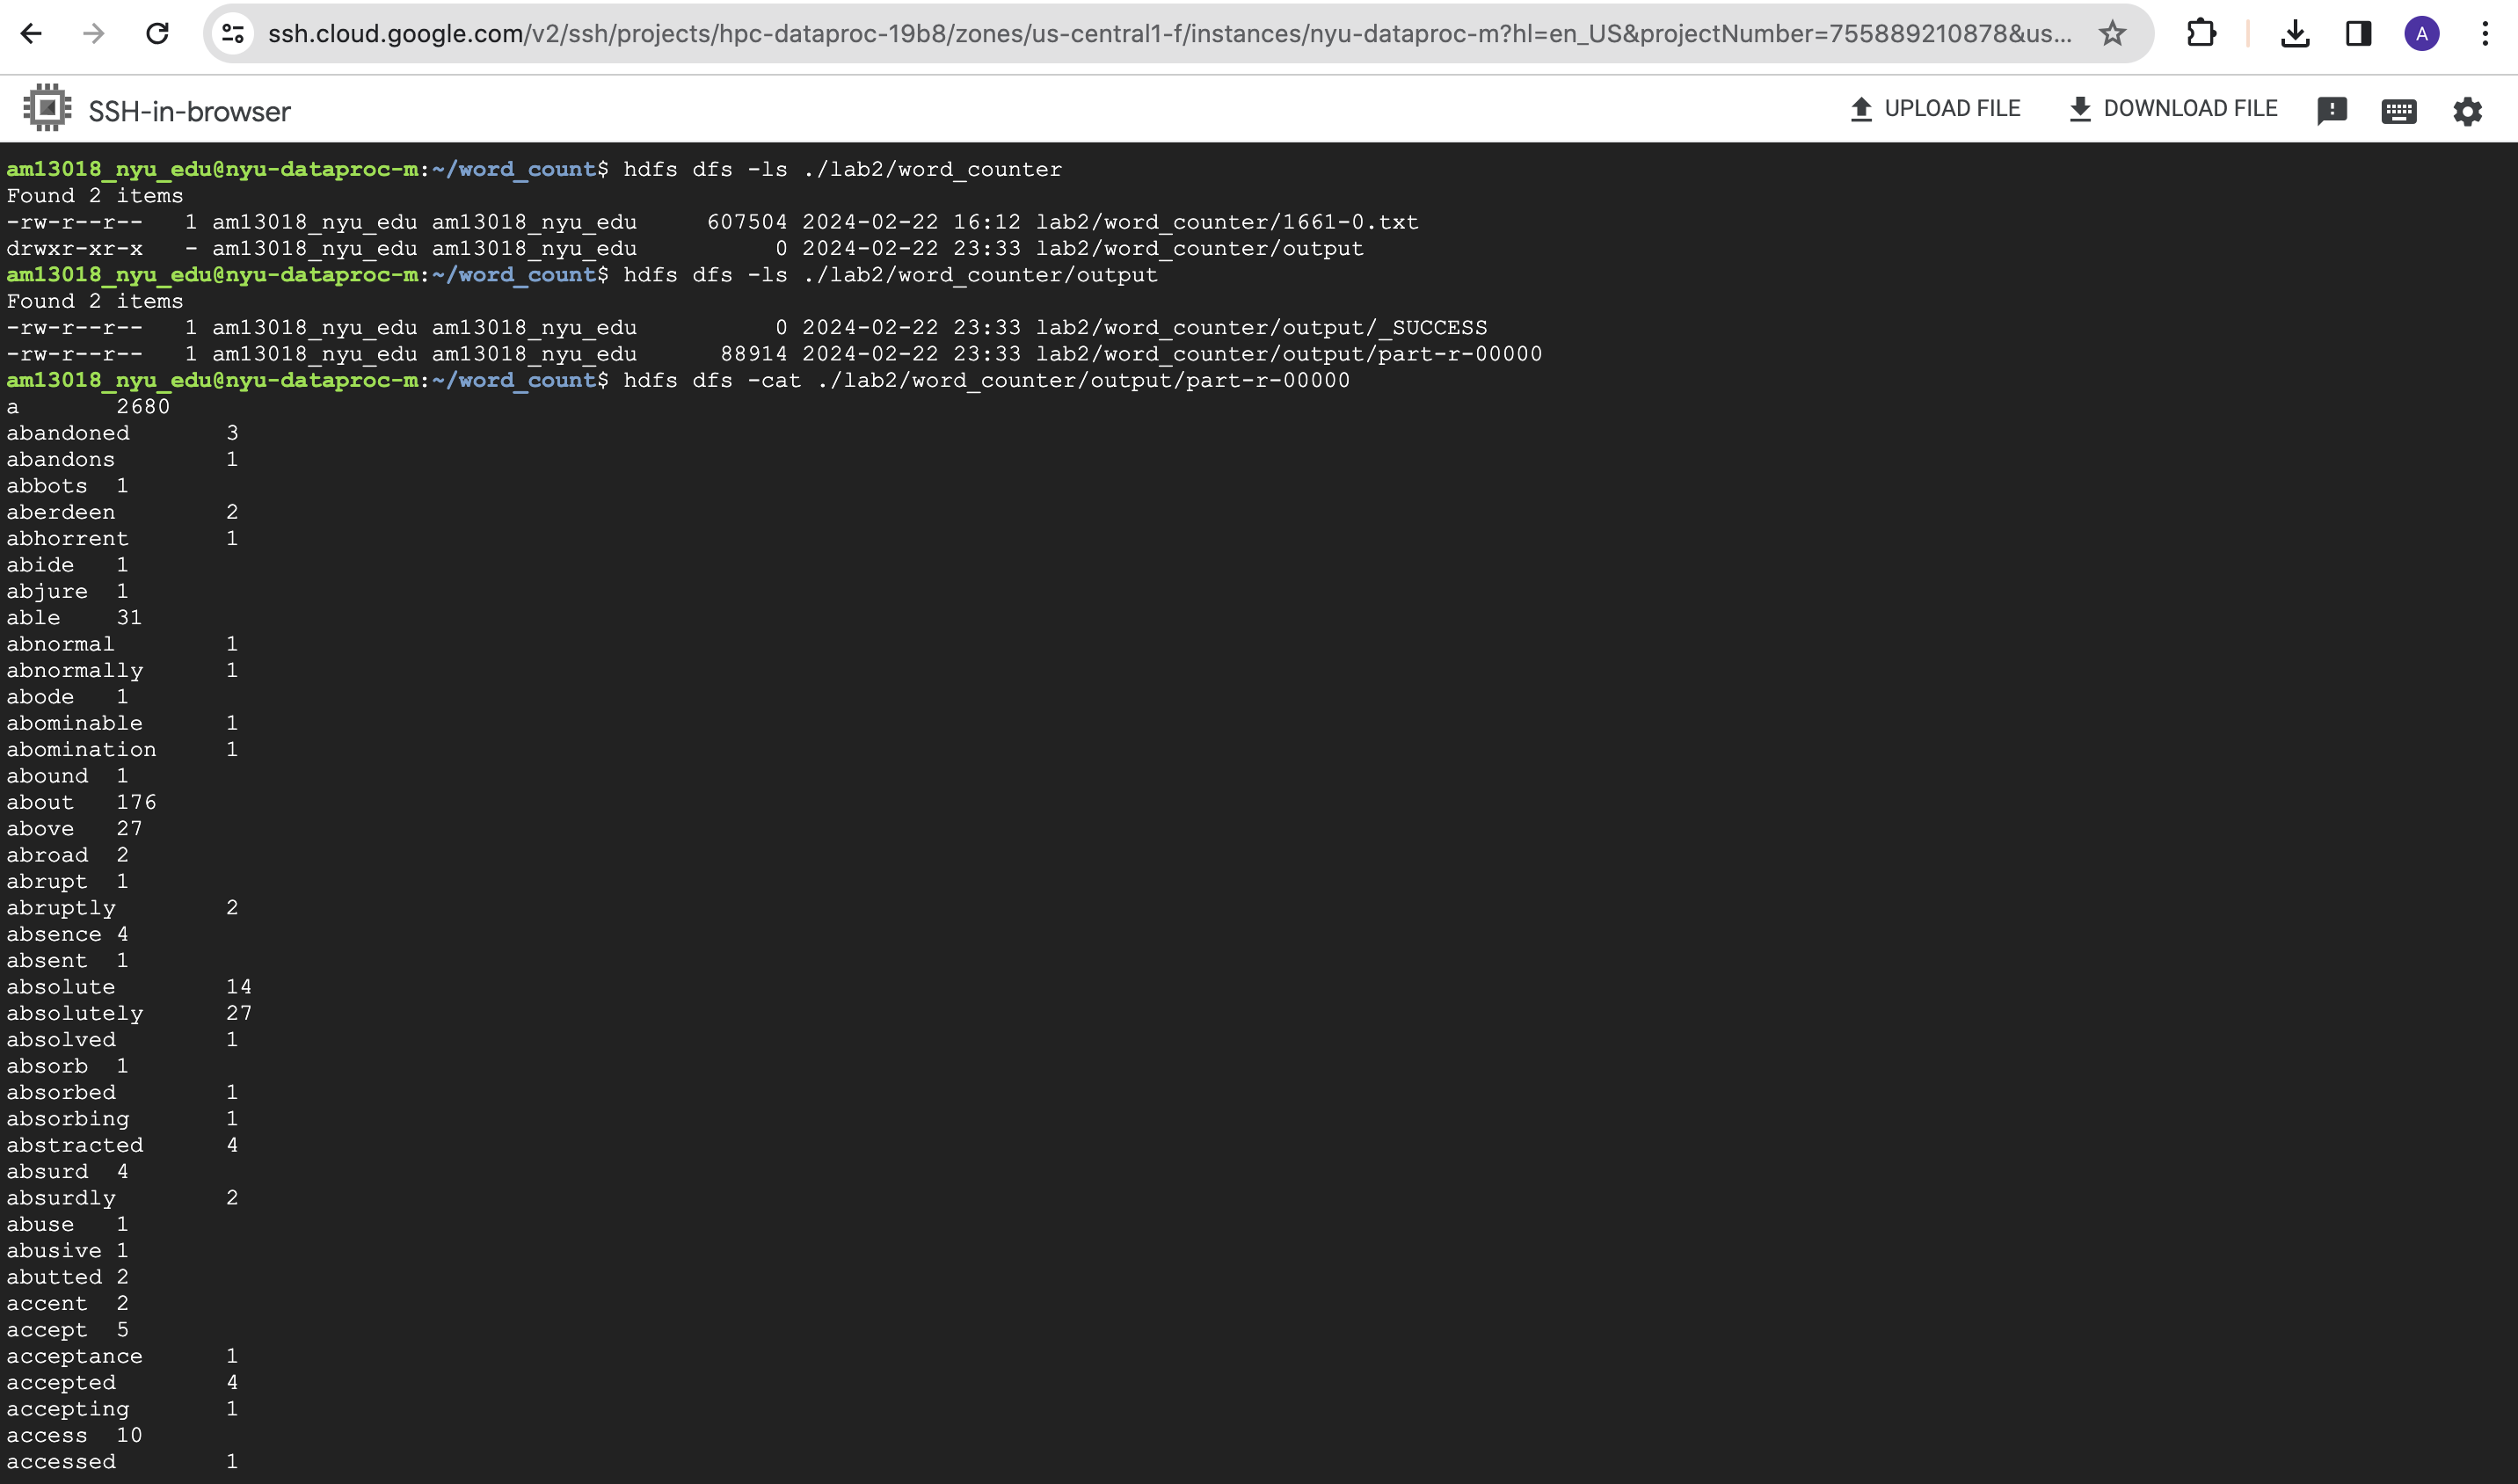 ssh.cloud.google.com/v2/ssh/projects/hpc-dataproc-19b8/zones/us-central1-f/instances/nyu-dataproc-m?hl=en_US&projectNumber=755889210878&us...
A
SSH-in-browser
UPLOAD FILE
DOWNLOAD FILE
am13018_nyu_edu@nyu-dataproc-m:~/word_count$ hdfs dfs -ls ./lab2/word_counter
Found 2 items
-rw-r--r--   1 am13018_nyu_edu am13018_nyu_edu     607504 2024-02-22 16:12 lab2/word_counter/1661-0.txt
drwxr-xr-x   - am13018_nyu_edu am13018_nyu_edu          0 2024-02-22 23:33 lab2/word_counter/output
am13018_nyu_edu@nyu-dataproc-m:~/word_count$ hdfs dfs -ls ./lab2/word_counter/output
Found 2 items
-rw-r--r--   1 am13018_nyu_edu am13018_nyu_edu          0 2024-02-22 23:33 lab2/word_counter/output/_SUCCESS
-rw-r--r--   1 am13018_nyu_edu am13018_nyu_edu      88914 2024-02-22 23:33 lab2/word_counter/output/part-r-00000
am13018_nyu_edu@nyu-dataproc-m:~/word_count$ hdfs dfs -cat ./lab2/word_counter/output/part-r-00000
a	2680
abandoned	3
abandons	1
abbots	1
aberdeen	2
abhorrent	1
abide	1
abjure	1
able	31
abnormal	1
abnormally	1
abode	1
abominable	1
abomination	1
abound	1
about	176
above	27
abroad	2
abrupt	1
abruptly	2
absence	4
absent	1
absolute	14
absolutely	27
absolved	1
absorb	1
absorbed	1
absorbing	1
abstracted	4
absurd	4
absurdly	2
abuse	1
abusive	1
abutted	2
accent	2
accept	5
acceptance	1
accepted	4
accepting	1
access	10
accessed	1